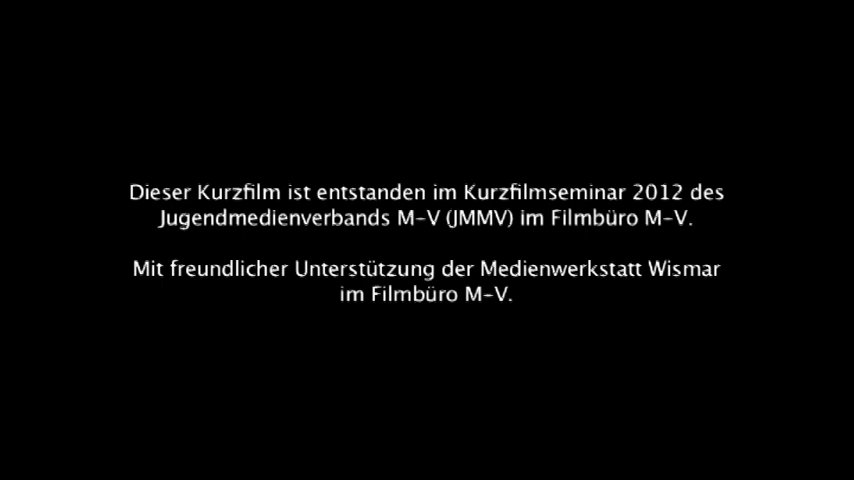 Dieser Kurzfilm ist entstanden im Kurzfilmseminar 2012 des
Jugendmedienverbands M-V (JMMV) im Filmbüro M-V.
Mit freundlicher Unterstützung der Medienwerkstatt Wismar
im Filmbüro M-V.